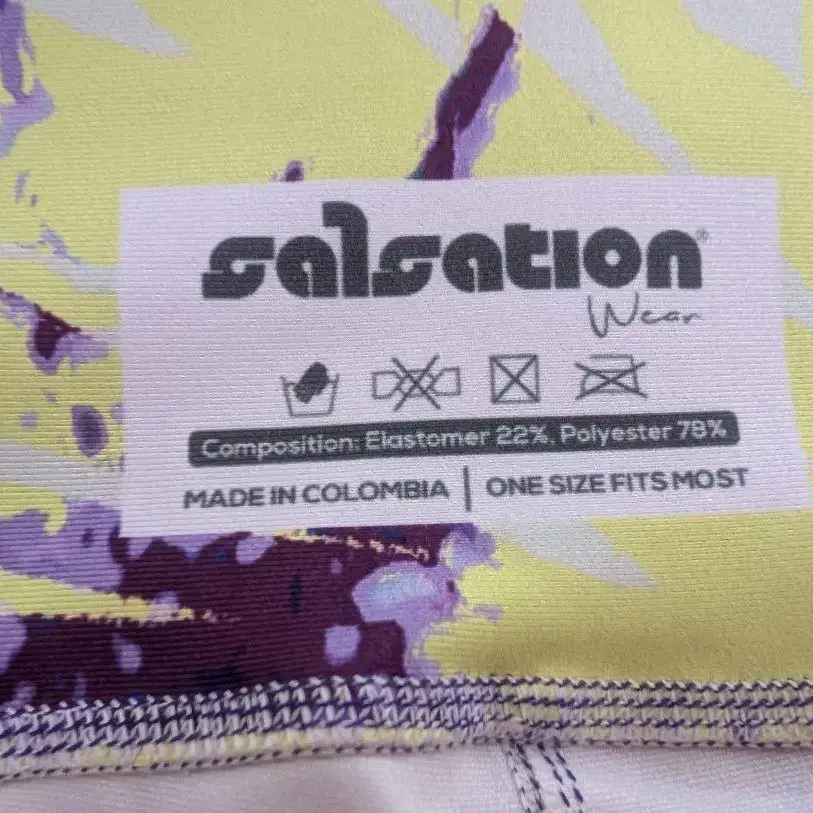 salsation®
Wear
Composition: Elastomer 22%, Polyester 78%
MADE IN COLOMBIA | ONE SIZE FITS MOST